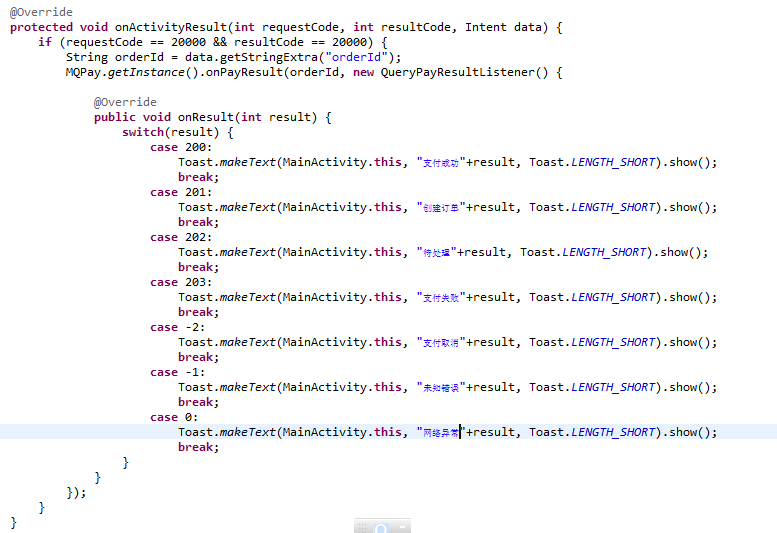 @Override
protected void onActivityResult(int requestCode, int resultCode, Intent data) {
    if (requestCode == 20000 && resultCode == 20000) {
        String orderId = data.getStringExtra("orderId");
        MQPay.getInstance().onPayResult(orderId, new QueryPayResultListener() {
            @Override
            public void onResult(int result) {
                switch(result) {
                    case 200:
                        Toast.makeText(MainActivity.this, "支付成功"+result, Toast.LENGTH_SHORT).show();
                        break;
                    case 201:
                        Toast.makeText(MainActivity.this, "创建订单"+result, Toast.LENGTH_SHORT).show();
                        break;
                    case 202:
                        Toast.makeText(MainActivity.this, "待处理"+result, Toast.LENGTH_SHORT).show();
                        break;
                    case 203:
                        Toast.makeText(MainActivity.this, "支付失败"+result, Toast.LENGTH_SHORT).show();
                        break;
                    case -2:
                        Toast.makeText(MainActivity.this, "支付取消"+result, Toast.LENGTH_SHORT).show();
                        break;
                    case -1:
                        Toast.makeText(MainActivity.this, "未知错误"+result, Toast.LENGTH_SHORT).show();
                        break;
                    case 0:
                        Toast.makeText(MainActivity.this, "网络异常"+result, Toast.LENGTH_SHORT).show();
                        break;
                }
            }
        });
    }
}